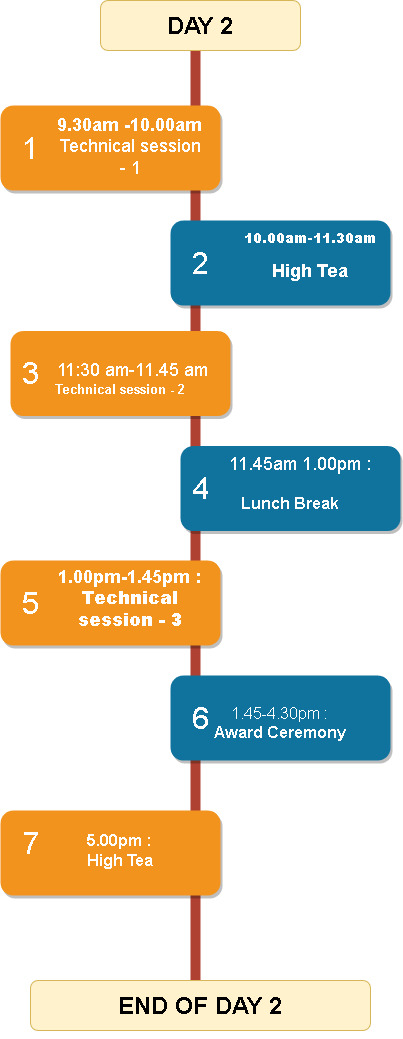 DAY 2
1
9.30am -10.00am
Technical session
- 1
2
10.00am-11.30am
High Tea
3
11:30 am-11.45 am
Technical session - 2
4
11.45am 1.00pm :
Lunch Break
5
1.00pm-1.45pm :
Technical
session - 3
6
1.45-4.30pm :
Award Ceremony
7
5.00pm :
High Tea
END OF DAY 2